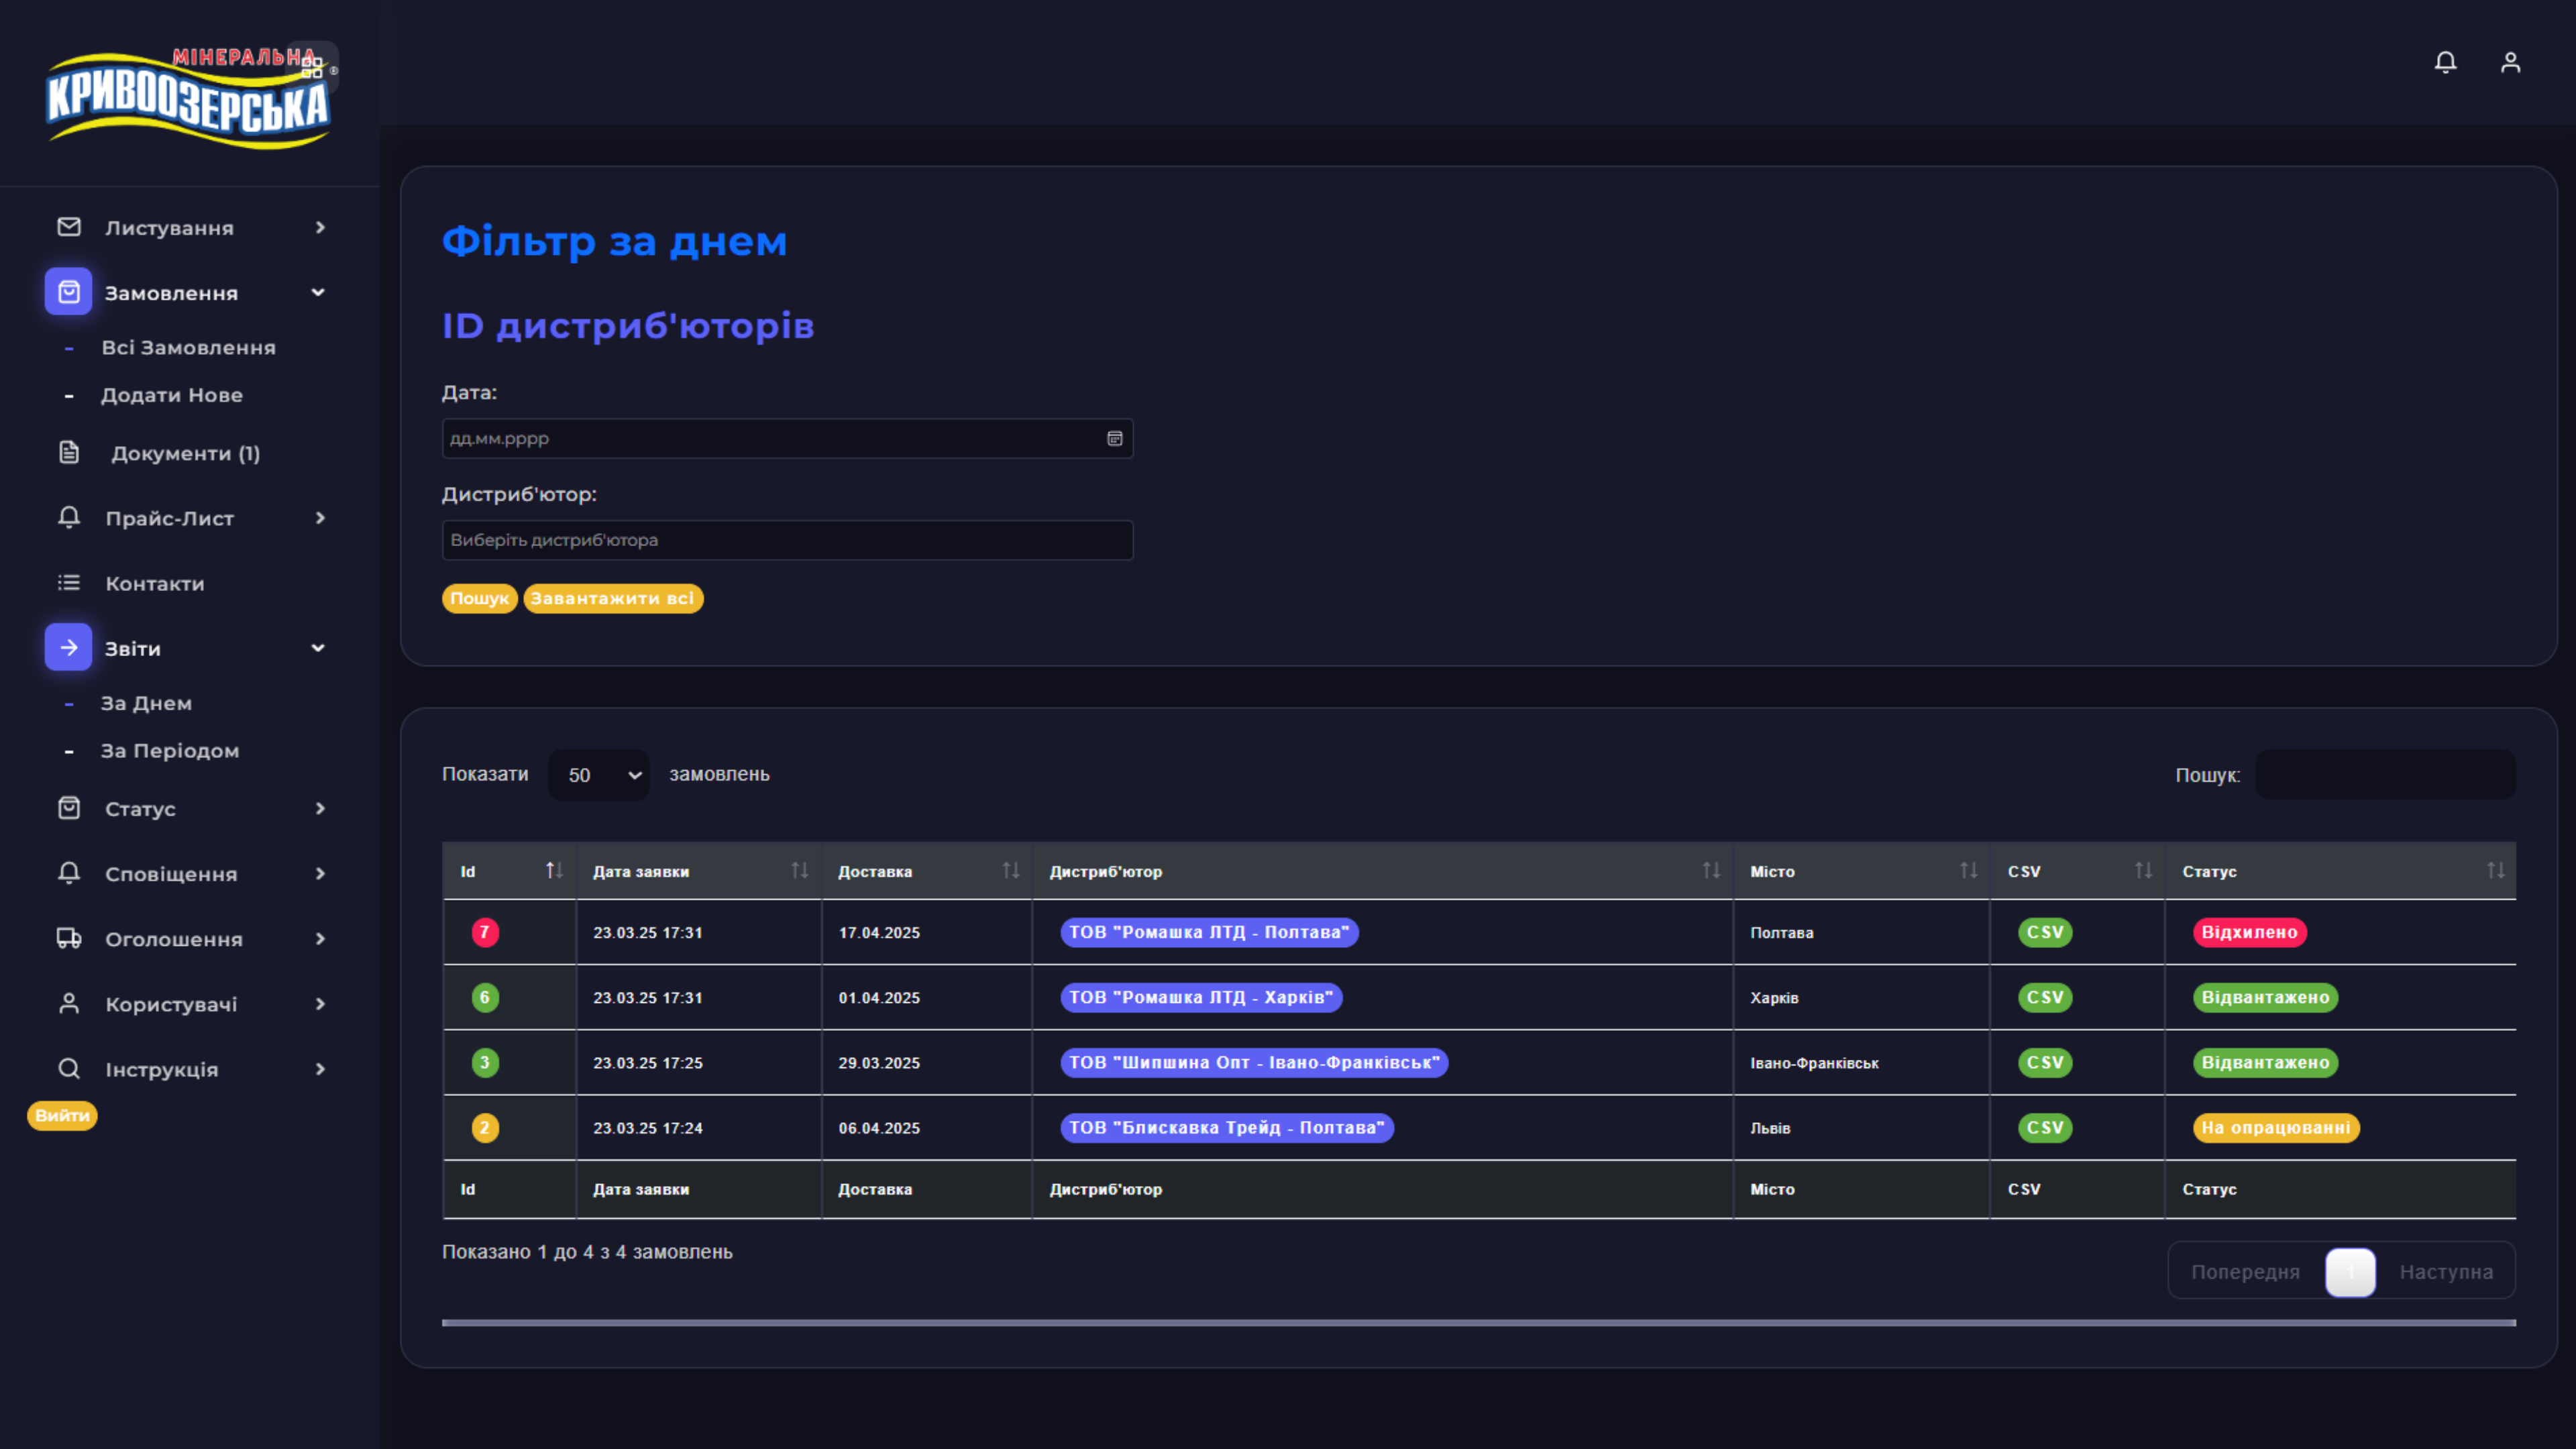 МІНЕРАЛЬНА
КРИВООЗЕРСЬКА ®
Листування
Замовлення
- Всі Замовлення
- Додати Нове
Документи (1)
Прайс-Лист
Контакти
Звіти
- За Днем
- За Періодом
Статус
Сповіщення
Оголошення
Користувачі
Інструкція
Вийти
Фільтр за днем
ID дистриб'юторів
Дата:
дд.мм.рррр
Дистриб'ютор:
Виберіть дистриб'ютора
Пошук Завантажити всі
Показати 50 замовлень Пошук:
Id Дата заявки Доставка Дистриб'ютор Місто CSV Статус
7 23.03.25 17:31 17.04.2025 ТОВ "Ромашка ЛТД - Полтава" Полтава CSV Відхилено
6 23.03.25 17:31 01.04.2025 ТОВ "Ромашка ЛТД - Харків" Харків CSV Відвантажено
3 23.03.25 17:25 29.03.2025 ТОВ "Шипшина Опт - Івано-Франківськ" Івано-Франківськ CSV Відвантажено
2 23.03.25 17:24 06.04.2025 ТОВ "Блискавка Трейд - Полтава" Львів CSV На опрацюванні
Id Дата заявки Доставка Дистриб'ютор Місто CSV Статус
Показано 1 до 4 з 4 замовлень
Попередня 1 Наступна